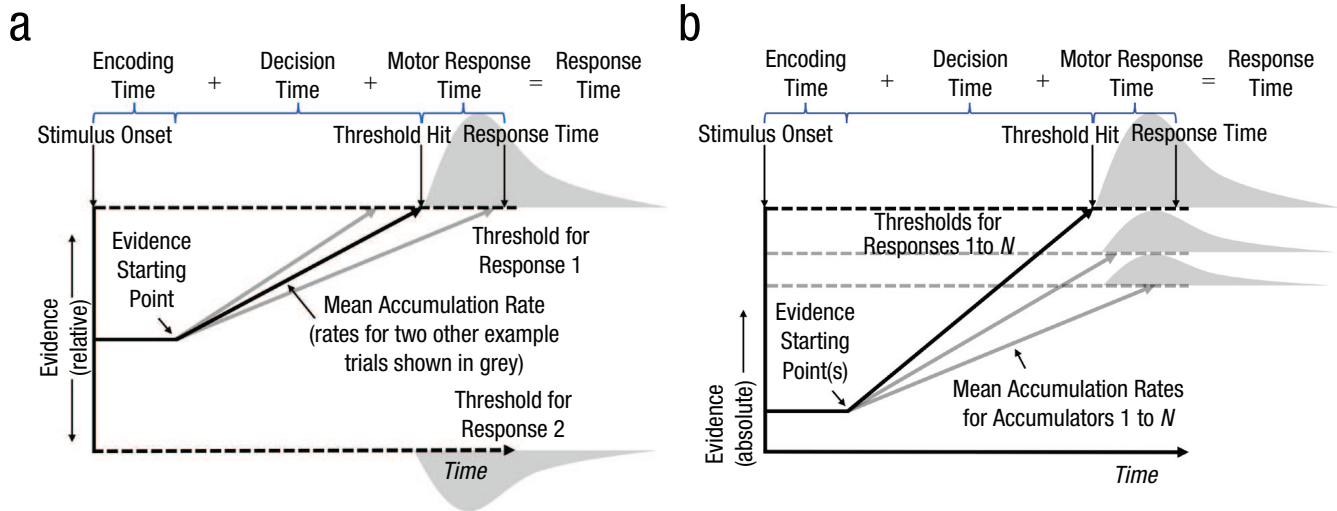 a
Encoding
Time
+
Decision
Time
+
Motor Response
Time
=
Response
Time
Stimulus Onset
Threshold Hit
Response Time
Evidence
Starting
Point
Threshold for
Response 1
Mean Accumulation Rate
(rates for two other example
trials shown in grey)
Evidence
(relative)
Threshold for
Response 2
Time
b
Encoding
Time
+
Decision
Time
+
Motor Response
Time
=
Response
Time
Stimulus Onset
Threshold Hit
Response Time
Thresholds for
Responses 1to N
Evidence
Starting
Point(s)
Mean Accumulation Rates
for Accumulators 1 to N
Evidence
(absolute)
Time